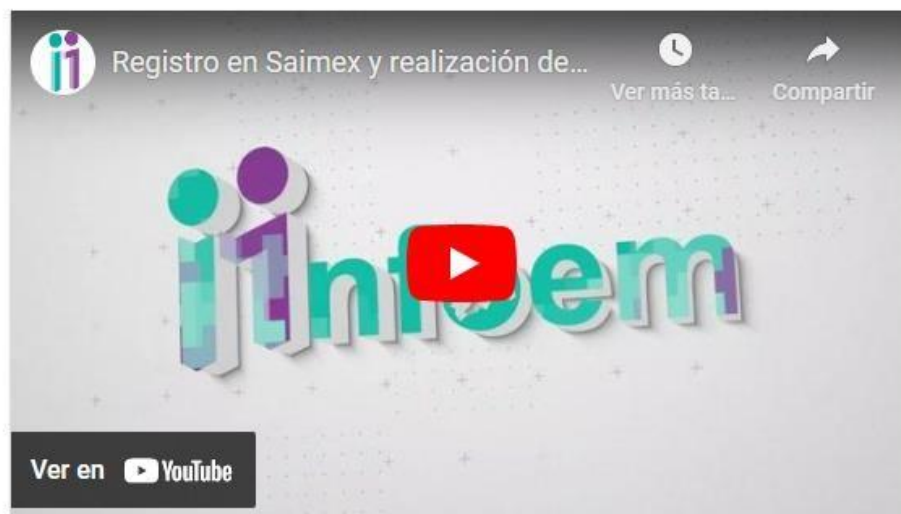 Registro en Saimex y realización de...
Ver más ta...
Compartir
infoem
Ver en YouTube